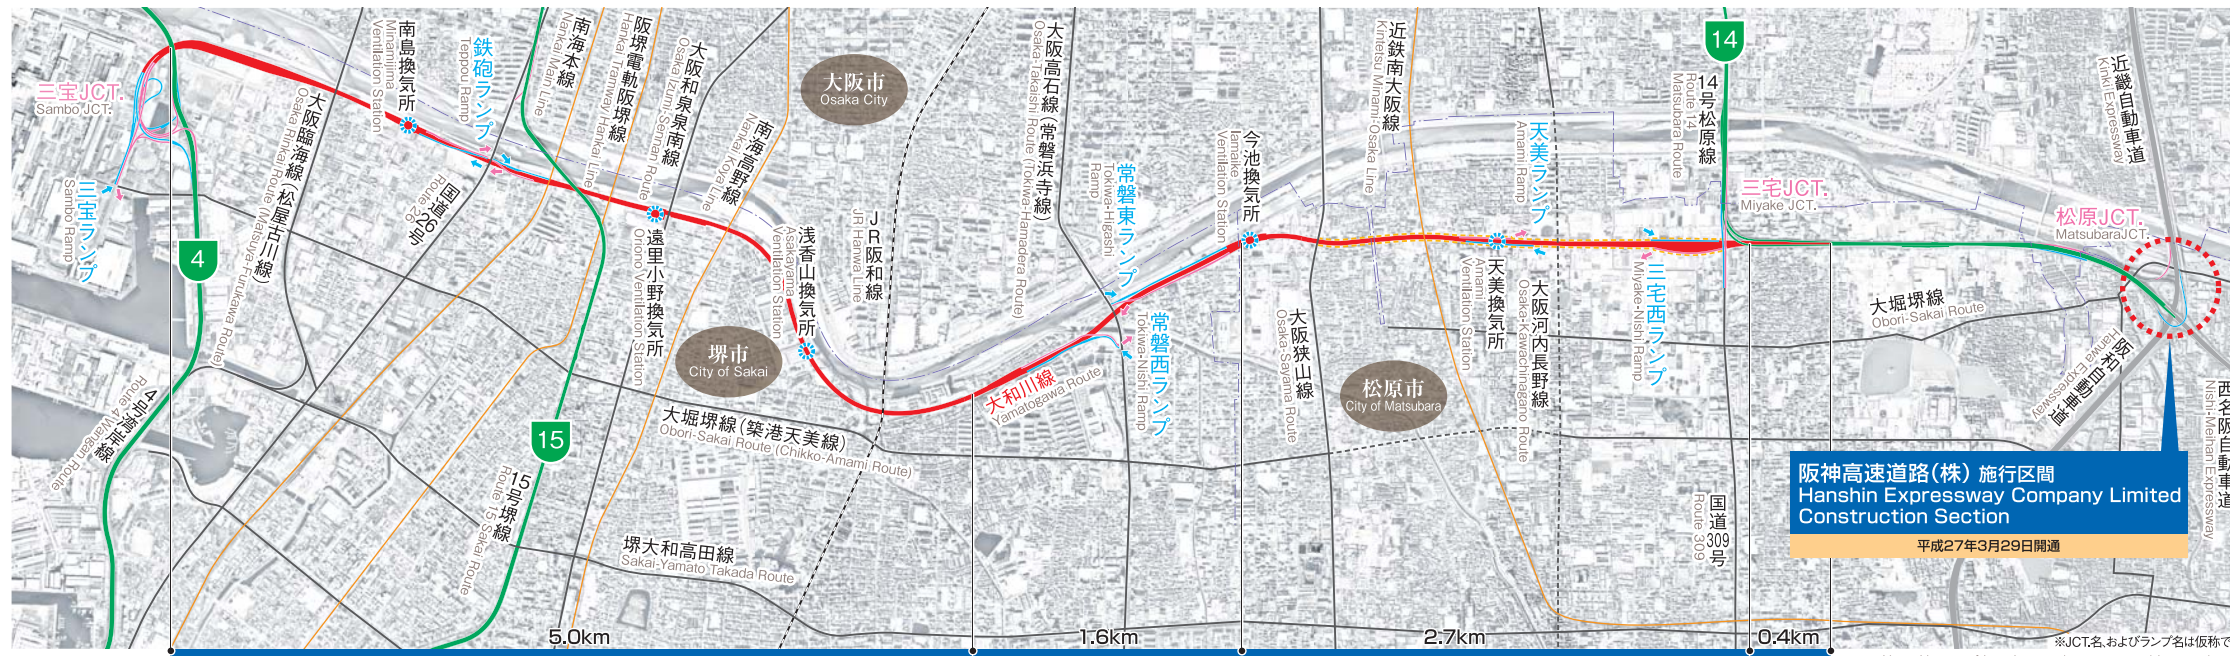 三宝JCT.
Sambo JCT.
三宝ランプ
Sambo Ramp
4
4号湾岸線
Route 4 Wangan Route
大阪臨海線（松屋古川線）
Osaka Rinkai Route (Matsuya-Furukawa Route)
南島換気所
Minamijima
Ventilation Station
鉄砲ランプ
Teppou Ramp
国道26号
Route 26
南海本線
Nankai Main Line
阪堺電軌阪堺線
Hankai Tramway Hankai Line
大阪和泉泉南線
Osaka Izumi-Sennan Route
遠里小野換気所
Oriono Ventilation Station
15
15号堺線
Route 15 Sakai Route
南海高野線
Nankai Koya Line
大阪市
Osaka City
堺市
City of Sakai
浅香山換気所
Asakayama
Ventilation Station
JR阪和線
JR Hanwa Line
大堀堺線（築港天美線）
Obori-Sakai Route (Chikko-Amami Route)
堺大和高田線
Sakai-Yamato Takada Route
大和川線
Yamatogawa Route
大阪高石線（常磐浜寺線）
Osaka-Takaishi Route (Tokiwa-Hamadera Route)
常磐東ランプ
Tokiwa-Higashi
Ramp
常磐西ランプ
Tokiwa-Nishi Ramp
今池換気所
Iamaike
Ventilation Station
大阪狭山線
Osaka-Sayama Route
近鉄南大阪線
Kintetsu Minami-Osaka Line
松原市
City of Matsubara
天美換気所
Amami
Ventilation Station
天美ランプ
Amami Ramp
大阪河内長野線
Osaka-Kawachinagano Route
三宅西ランプ
Miyake-Nishi Ramp
14
14号松原線
Route 14
Matsubara Route
国道309号
Route 309
三宅JCT.
Miyake JCT.
大堀堺線
Obori-Sakai Route
松原JCT.
MatsubaraJCT.
近畿自動車道
Kinki Expressway
阪和自動車道
Hanwa Expressway
西名阪自動車道
Nishi-Meihan Expressway
阪神高速道路（株） 施行区間
Hanshin Expressway Company Limited
Construction Section
平成27年3月29日開通
5.0km
1.6km
2.7km
0.4km
※JCT.名、およびランプ名は仮称で